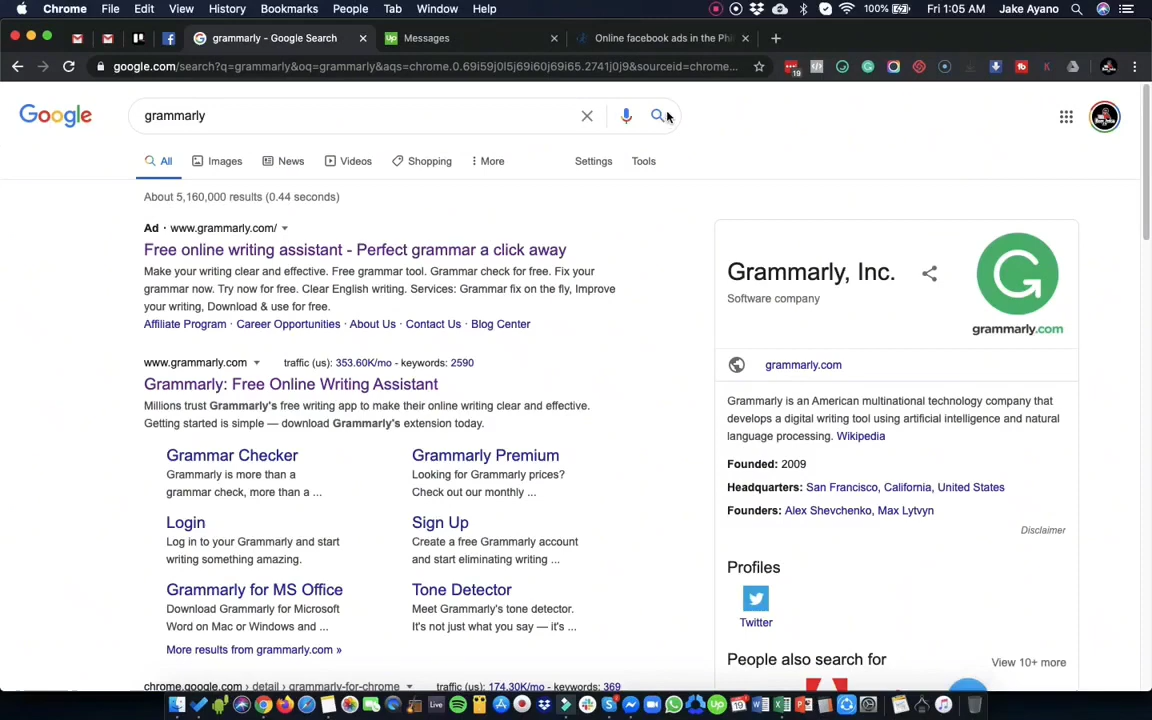 Chrome File Edit View History Bookmarks People Tab Window Help 100% Fri 1:05 AM Jake Ayano
grammarly - Google Search Up Messages Online facebook ads in the Phi
google.com/search?q=grammarly&oq=grammarly&aqs=chrome.0.69i59j0l5j69i60j69i65.2741j0j9&sourceid=chrome...
19
Google grammarly
All Images News Videos Shopping More Settings Tools
About 5,160,000 results (0.44 seconds)
Ad · www.grammarly.com/
Free online writing assistant - Perfect grammar a click away
Make your writing clear and effective. Free grammar tool. Grammar check for free. Fix your
grammar now. Try now for free. Clear English writing. Services: Grammar fix on the fly, Improve
your writing, Download & use for free.
Affiliate Program · Career Opportunities · About Us · Contact Us · Blog Center
www.grammarly.com traffic (us): 353.60K/mo - keywords: 2590
Grammarly: Free Online Writing Assistant
Millions trust Grammarly's free writing app to make their online writing clear and effective.
Getting started is simple — download Grammarly's extension today.
Grammar Checker
Grammarly is more than a
grammar check, more than a ...
Grammarly Premium
Looking for Grammarly prices?
Check out our monthly ...
Login
Log in to your Grammarly and start
writing something amazing.
Sign Up
Create a free Grammarly account
and start eliminating writing ...
Grammarly for MS Office
Download Grammarly for Microsoft
Word on Mac or Windows and ...
Tone Detector
Meet Grammarly's tone detector.
It's not just what you say — it's ...
More results from grammarly.com »
chrome.google.com › detail › grammarly-for-chrome traffic (us): 174.30K/mo - keywords: 369
Grammarly, Inc.
Software company
grammarly.com
grammarly.com
Grammarly is an American multinational technology company that
develops a digital writing tool using artificial intelligence and natural
language processing. Wikipedia
Founded: 2009
Headquarters: San Francisco, California, United States
Founders: Alex Shevchenko, Max Lytvyn
Disclaimer
Profiles
Twitter
People also search for View 10+ more
Live Up 19